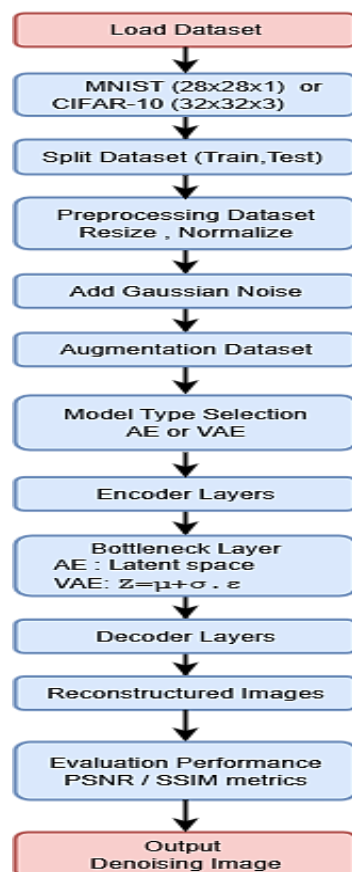 Load Dataset
MNIST (28x28x1) or
CIFAR-10 (32x32x3)
Split Dataset (Train,Test)
Preprocessing Dataset
Resize , Normalize
Add Gaussian Noise
Augmentation Dataset
Model Type Selection
AE or VAE
Encoder Layers
Bottleneck Layer
AE : Latent space
VAE: Z=μ+σ . ε
Decoder Layers
Reconstructured Images
Evaluation Performance
PSNR / SSIM metrics
Output
Denoising Image